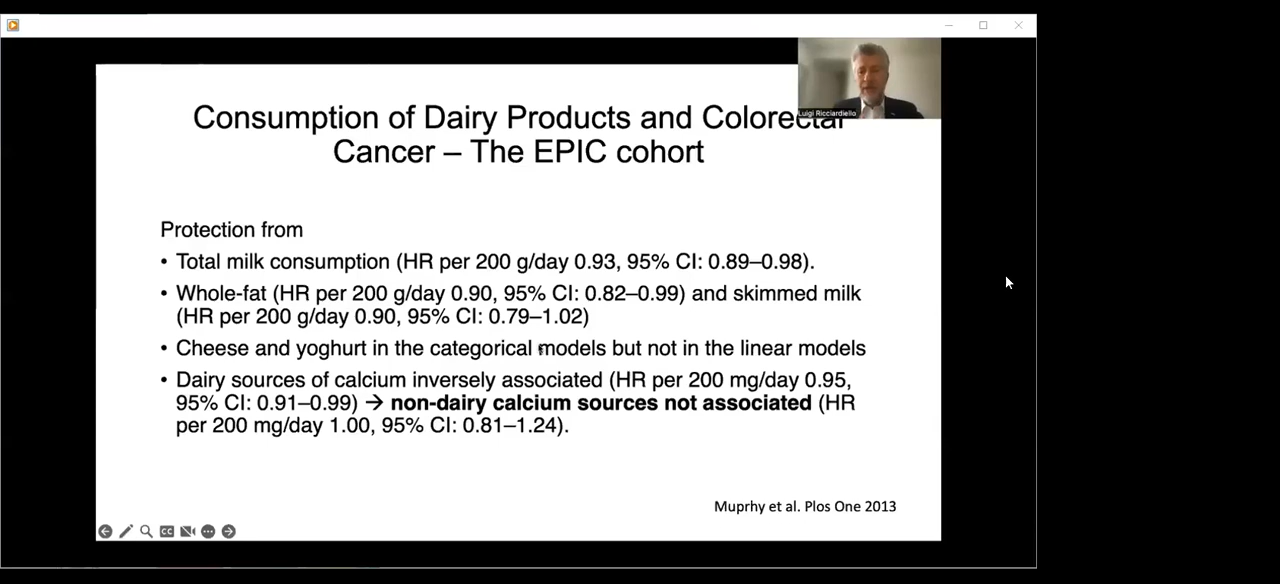 Luigi Ricciardiello
Consumption of Dairy Products and Colorectal
Cancer – The EPIC cohort
Protection from
• Total milk consumption (HR per 200 g/day 0.93, 95% CI: 0.89–0.98).
• Whole-fat (HR per 200 g/day 0.90, 95% CI: 0.82–0.99) and skimmed milk
(HR per 200 g/day 0.90, 95% CI: 0.79–1.02)
• Cheese and yoghurt in the categorical models but not in the linear models
• Dairy sources of calcium inversely associated (HR per 200 mg/day 0.95,
95% CI: 0.91–0.99) → non-dairy calcium sources not associated (HR
per 200 mg/day 1.00, 95% CI: 0.81–1.24).
Muprhy et al. Plos One 2013
CC